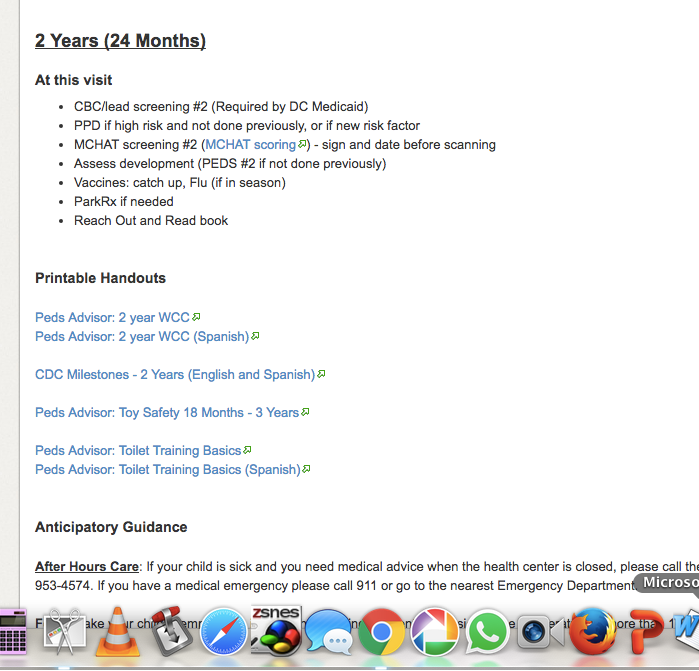 2 Years (24 Months)
At this visit
CBC/lead screening #2 (Required by DC Medicaid)
PPD if high risk and not done previously, or if new risk factor
MCHAT screening #2 (MCHAT scoring) - sign and date before scanning
Assess development (PEDS #2 if not done previously)
Vaccines: catch up, Flu (if in season)
ParkRx if needed
Reach Out and Read book
Printable Handouts
Peds Advisor: 2 year WCC
Peds Advisor: 2 year WCC (Spanish)
CDC Milestones - 2 Years (English and Spanish)
Peds Advisor: Toy Safety 18 Months - 3 Years
Peds Advisor: Toilet Training Basics
Peds Advisor: Toilet Training Basics (Spanish)
Anticipatory Guidance
After Hours Care: If your child is sick and you need medical advice when the health center is closed, please call the
953-4574. If you have a medical emergency please call 911 or go to the nearest Emergency Department
Microso
zsnes